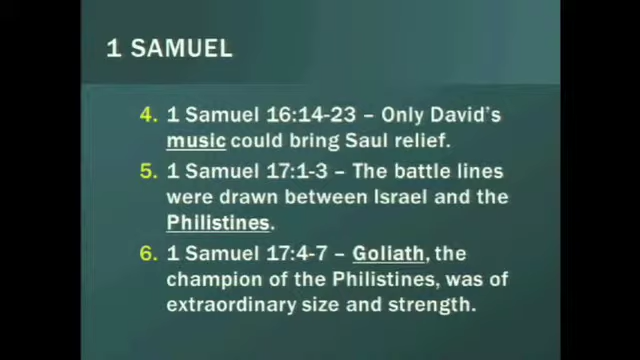 1 SAMUEL
4. 1 Samuel 16:14-23 – Only David's
music could bring Saul relief.
5. 1 Samuel 17:1-3 – The battle lines
were drawn between Israel and the
Philistines.
6. 1 Samuel 17:4-7 – Goliath, the
champion of the Philistines, was of
extraordinary size and strength.